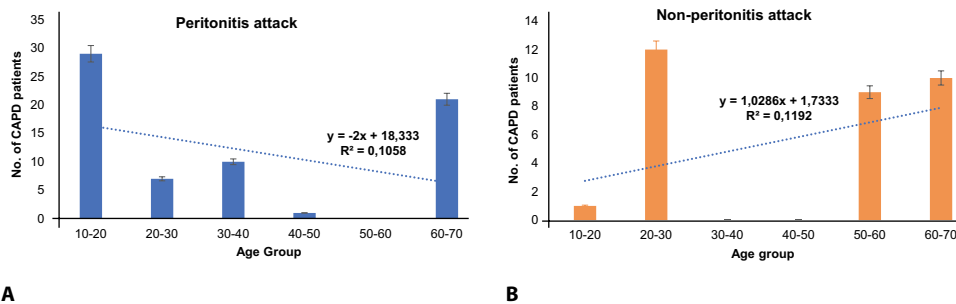 Peritonitis attack
No. of CAPD patients
35
30
25
20
15
10
5
0
y = -2x + 18,333
R² = 0,1058
10-20 20-30 30-40 40-50 50-60 60-70
Age Group
A
Non-peritonitis attack
No. of CAPD patients
14
12
10
8
6
4
2
0
y = 1,0286x + 1,7333
R² = 0,1192
10-20 20-30 30-40 40-50 50-60 60-70
Age group
B